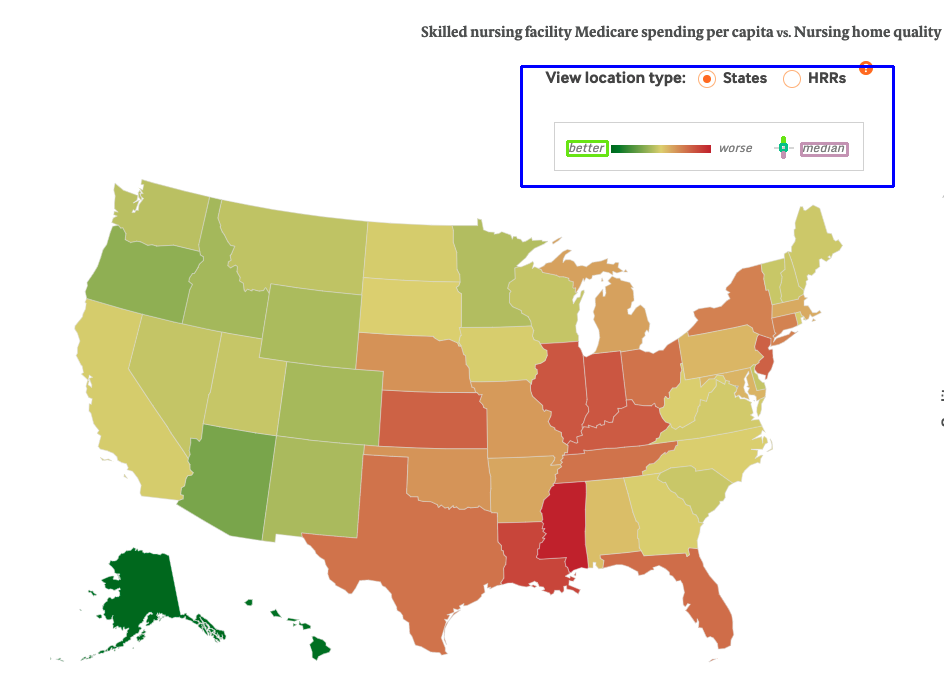 Skilled nursing facility Medicare spending per capita vs. Nursing home quality
View location type: States HRRs
better worse median